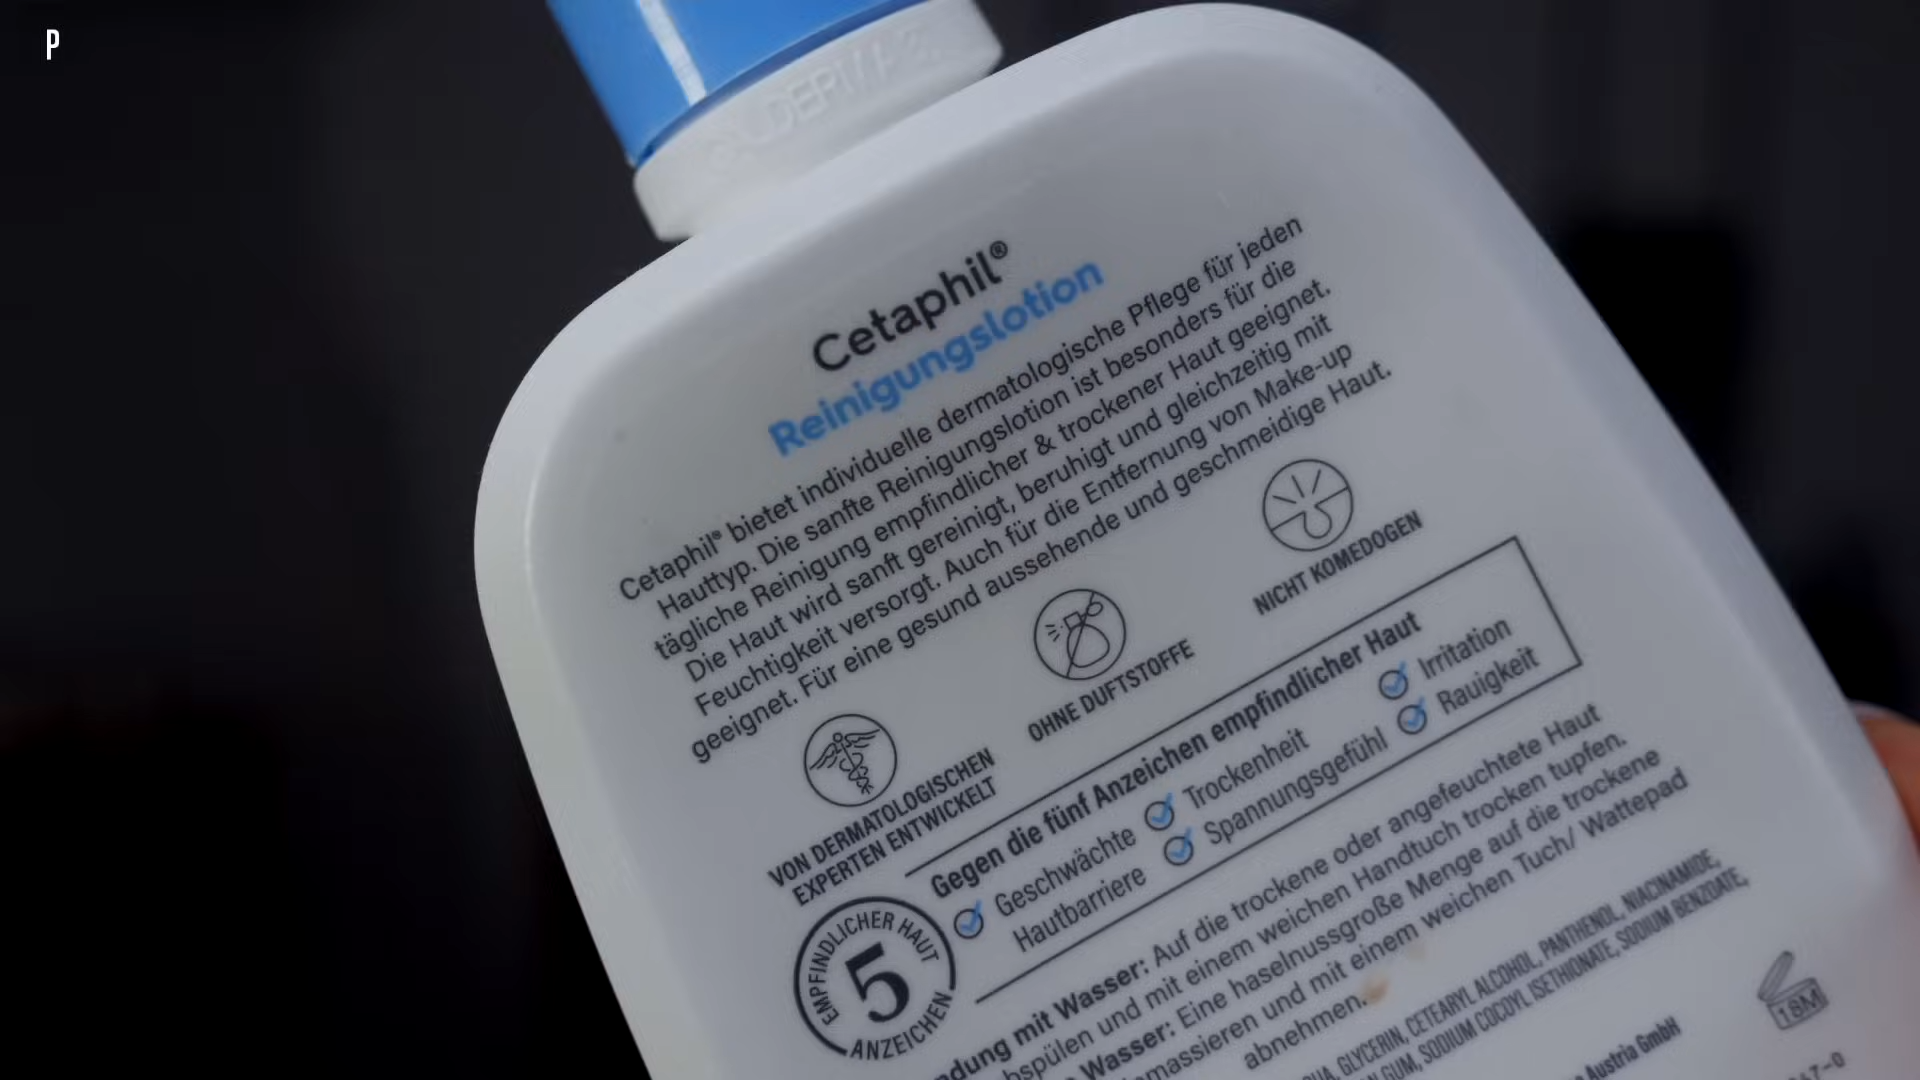 P
DERMA
Cetaphil®
Reinigungslotion
Cetaphil® bietet individuelle dermatologische Pflege für jeden
Hauttyp. Die sanfte Reinigungslotion ist besonders für die
tägliche Reinigung empfindlicher & trockener Haut geeignet.
Die Haut wird sanft gereinigt, beruhigt und gleichzeitig mit
Feuchtigkeit versorgt. Auch für die Entfernung von Make-up
geeignet. Für eine gesund aussehende und geschmeidige Haut.
VON DERMATOLOGISCHEN
EXPERTEN ENTWICKELT
OHNE DUFTSTOFFE
NICHT KOMEDOGEN
EMPFINDLICHER HAUT
5
ANZEICHEN
Gegen die fünf Anzeichen empfindlicher Haut
Geschwächte
Hautbarriere
Trockenheit
Spannungsgefühl
Irritation
Rauigkeit
ndung mit Wasser: Auf die trockene oder angefeuchtete Haut
bspülen und mit einem weichen Handtuch trocken tupfen.
Wasser: Eine haselnussgroße Menge auf die trockene
massieren und mit einem weichen Tuch/ Wattepad
abnehmen.
UA, GLYCERIN, CETEARYL ALCOHOL, PANTHENOL, NIACINAMIDE,
GUM, SODIUM COCOYL ISETHIONATE, SODIUM BENZOATE,
Austria GmbH
18M